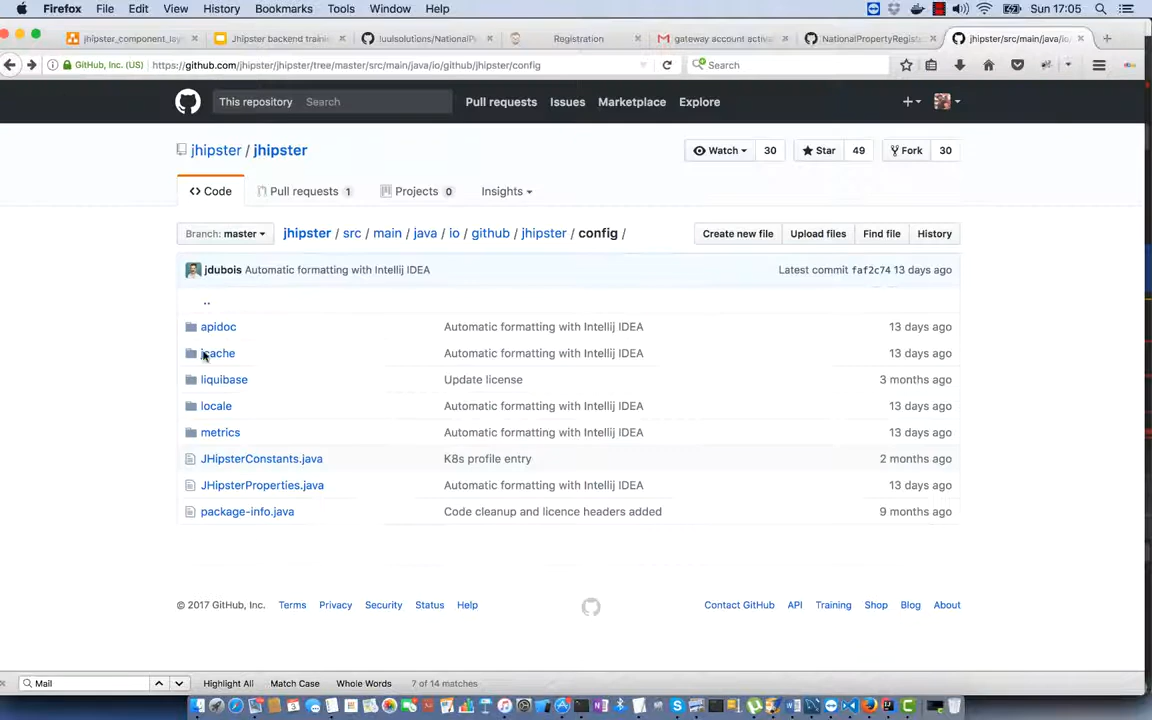 Firefox File Edit View History Bookmarks Tools Window Help Sun 17:05
jhipster_component_lay Jhipster backend traini Registration gateway account activa NationalPropertyRegist jhipster/src/main/java/io
GitHub, Inc. (US) https://github.com/jhipster/jhipster/tree/master/src/main/java/io/github/jhipster/config Search
This repository Search Pull requests Issues Marketplace Explore
jhipster / jhipster Watch 30 Star 49 Fork 30
<> Code Pull requests 1 Projects 0 Insights
Branch: master jhipster / src / main / java / io / github / jhipster / config / Create new file Upload files Find file History
jdubois Automatic formatting with Intellij IDEA Latest commit faf2c74 13 days ago
..
apidoc Automatic formatting with Intellij IDEA 13 days ago
jcache Automatic formatting with Intellij IDEA 13 days ago
liquibase Update license 3 months ago
locale Automatic formatting with Intellij IDEA 13 days ago
metrics Automatic formatting with Intellij IDEA 13 days ago
JHipsterConstants.java K8s profile entry 2 months ago
JHipsterProperties.java Automatic formatting with Intellij IDEA 13 days ago
package-info.java Code cleanup and licence headers added 9 months ago
© 2017 GitHub, Inc. Terms Privacy Security Status Help Contact GitHub API Training Shop Blog About
Mail Highlight All Match Case Whole Words 7 of 14 matches